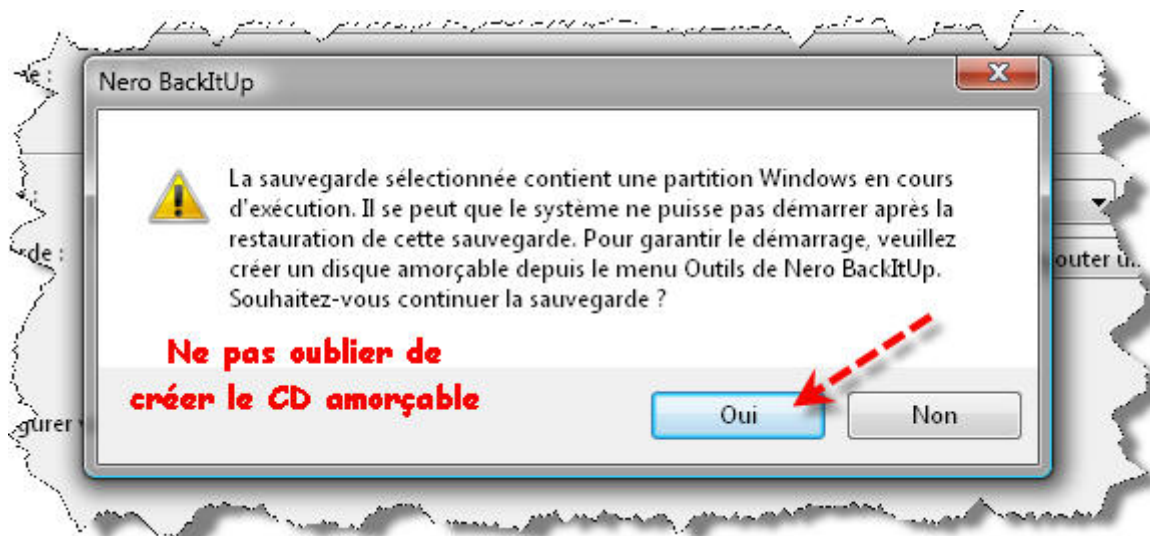 Nero BackItUp
La sauvegarde sélectionnée contient une partition Windows en cours
d'exécution. Il se peut que le système ne puisse pas démarrer après la
restauration de cette sauvegarde. Pour garantir le démarrage, veuillez
créer un disque amorçable depuis le menu Outils de Nero BackItUp.
Souhaitez-vous continuer la sauvegarde ?
Ne pas oublier de
créer le CD amorçable
Oui
Non